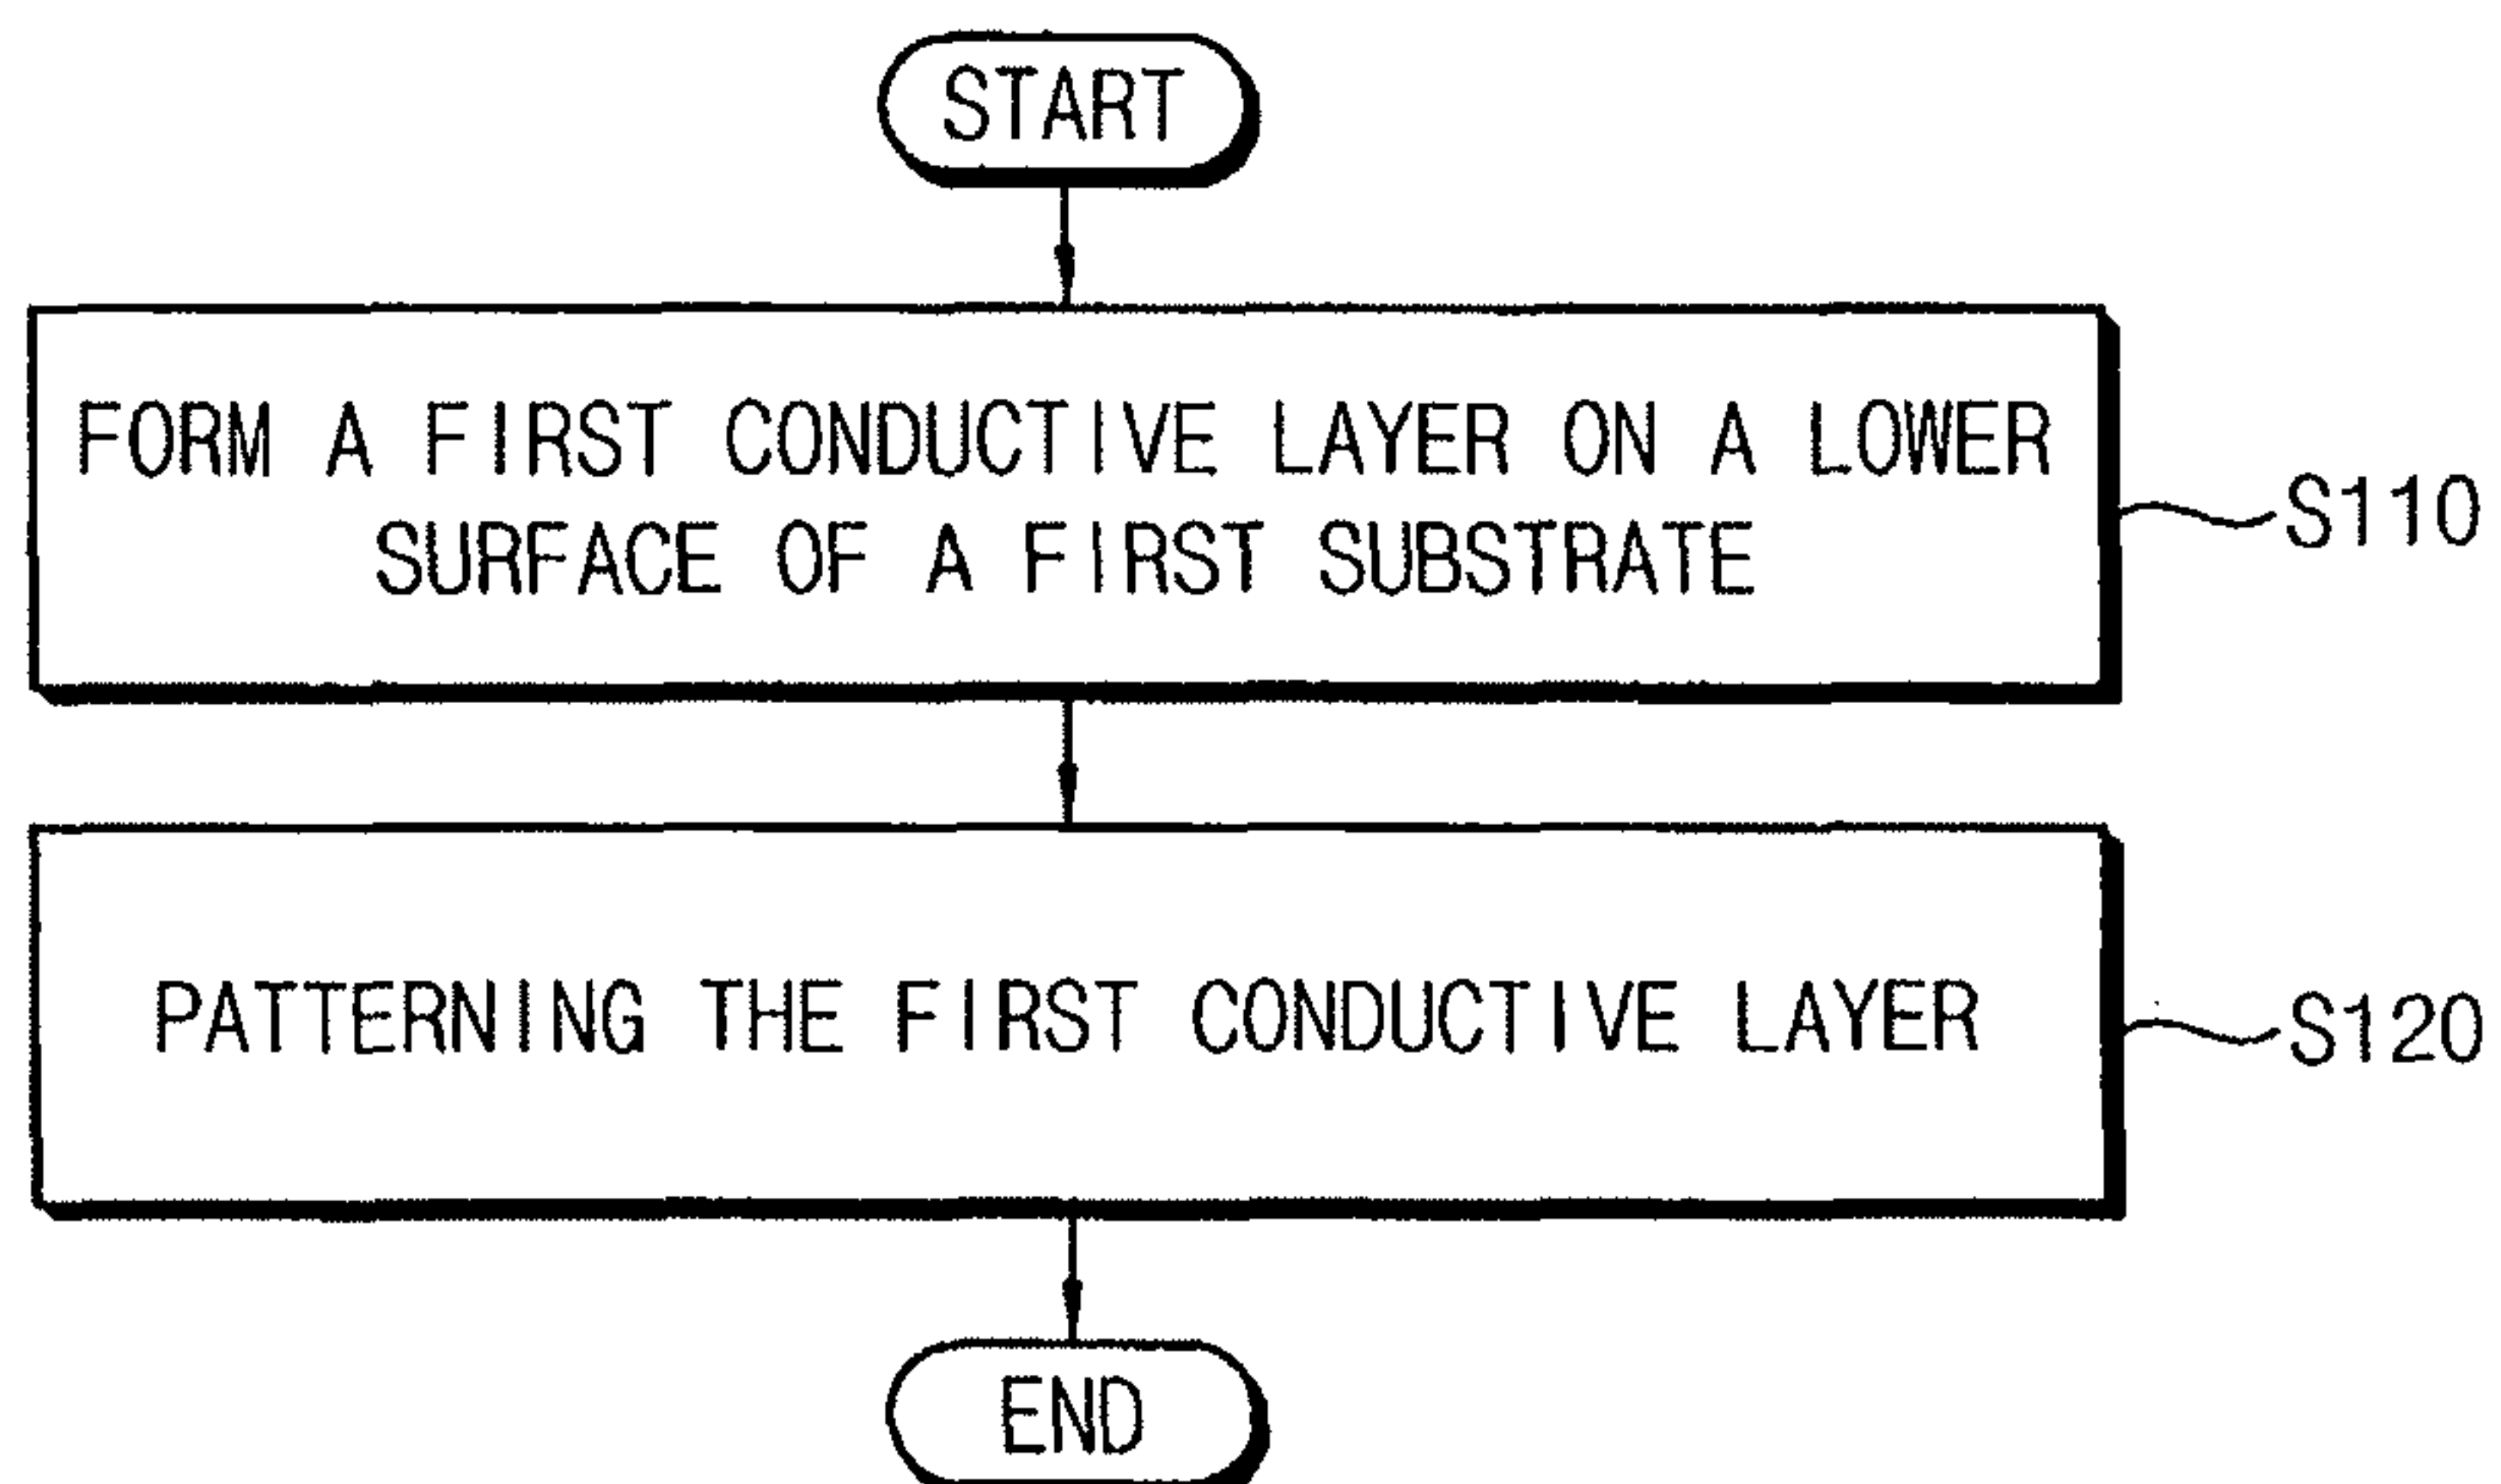 START
FORM A FIRST CONDUCTIVE LAYER ON A LOWER
SURFACE OF A FIRST SUBSTRATE
S110
PATTERNING THE FIRST CONDUCTIVE LAYER
S120
END